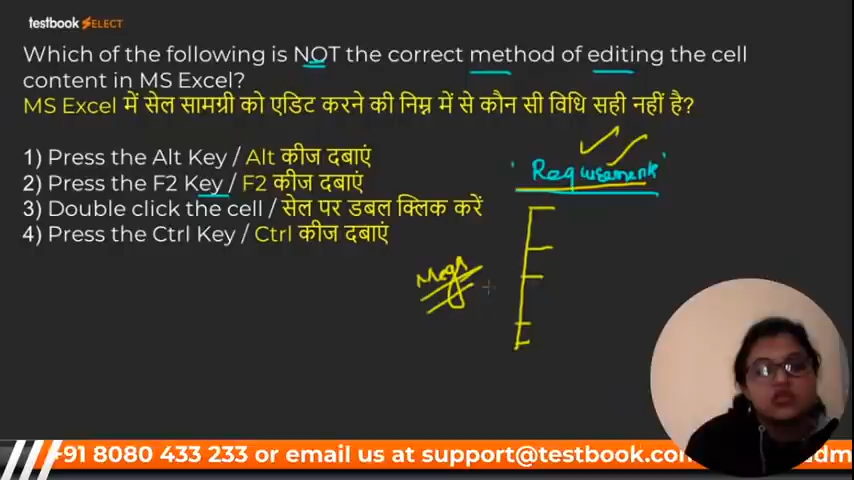 testbook SELECT
Which of the following is NOT the correct method of editing the cell
content in MS Excel?
MS Excel में सेल सामग्री को एडिट करने की निम्न में से कौन सी विधि सही नहीं है?
1) Press the Alt Key / Alt कीज दबाएं
2) Press the F2 Key / F2 कीज दबाएं
'Requirement'
3) Double click the cell / सेल पर डबल क्लिक करें
4) Press the Ctrl Key / Ctrl कीज दबाएं
+91 8080 433 233 or email us at support@testbook.com